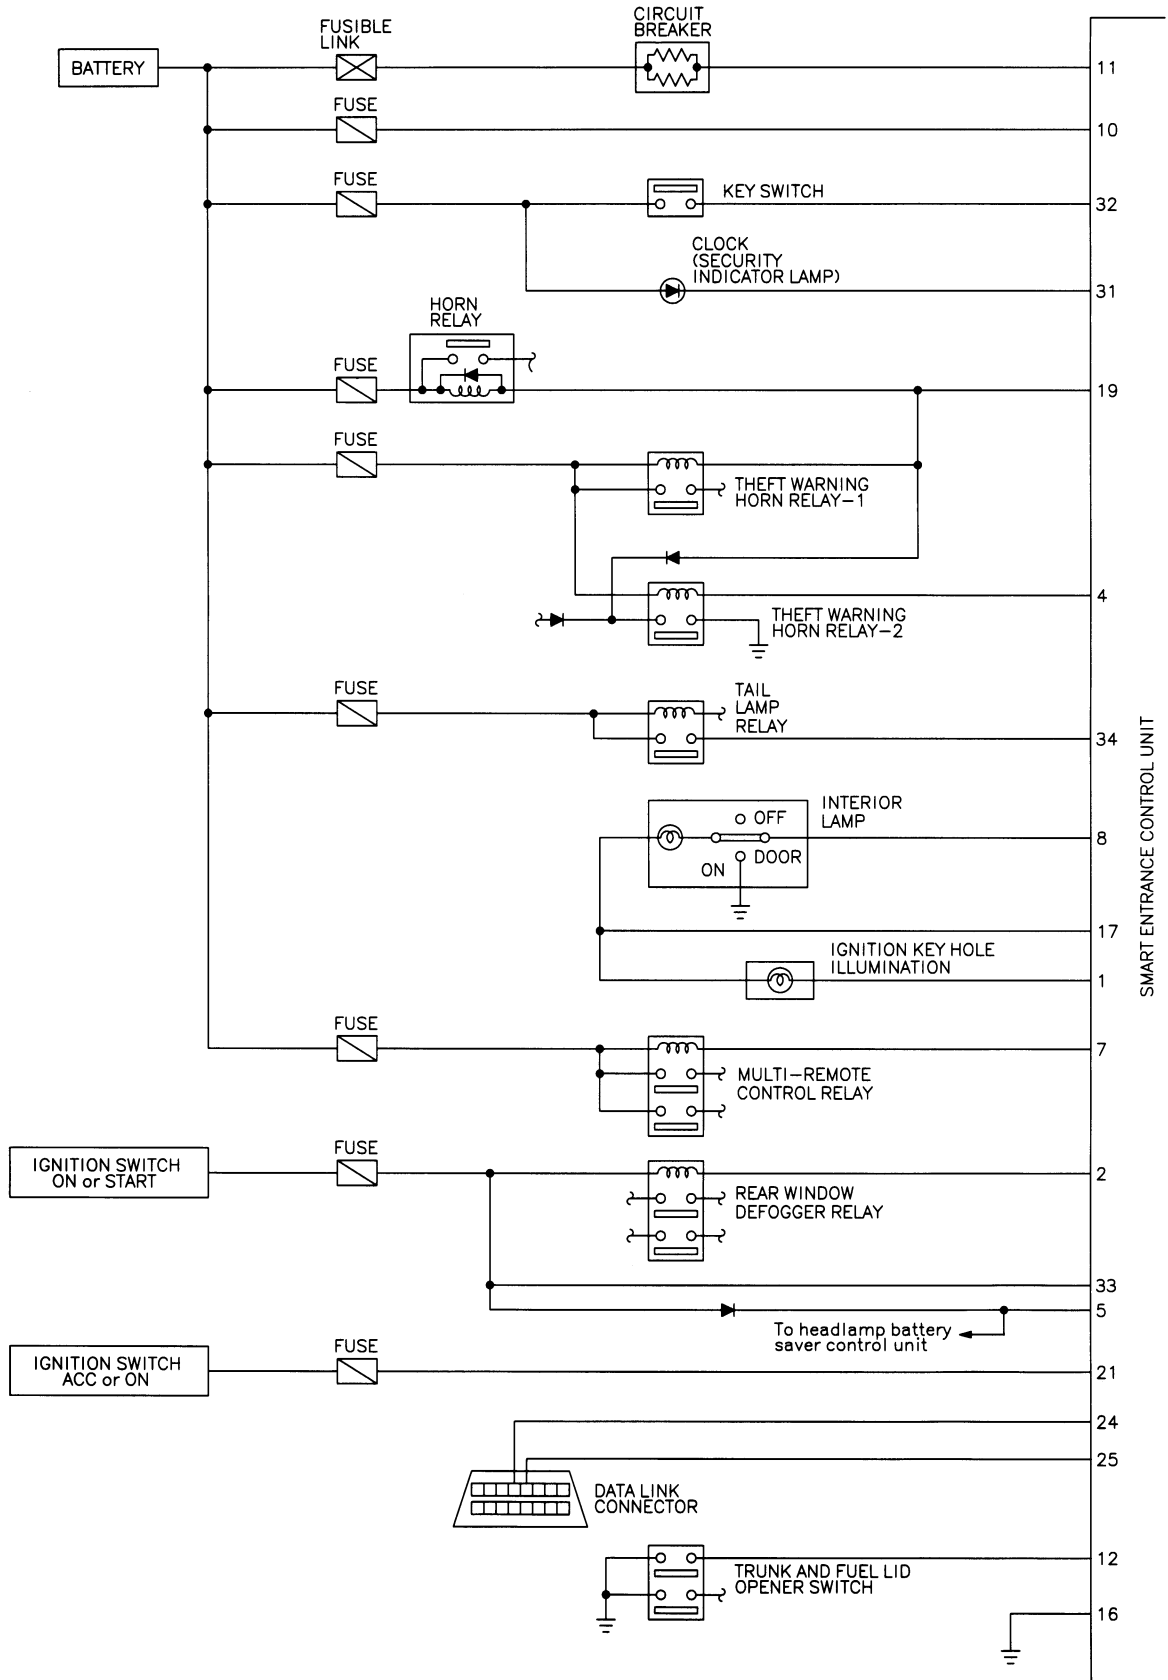 FUSIBLE
LINK
CIRCUIT
BREAKER
BATTERY
11
FUSE
10
FUSE
KEY SWITCH
32
CLOCK
(SECURITY
INDICATOR LAMP)
31
HORN
RELAY
FUSE
19
FUSE
THEFT WARNING
HORN RELAY-1
4
THEFT WARNING
HORN RELAY-2
FUSE
TAIL
LAMP
RELAY
34
INTERIOR
LAMP
OFF
8
DOOR
ON
17
IGNITION KEY HOLE
ILLUMINATION
1
SMART ENTRANCE CONTROL UNIT
FUSE
7
MULTI-REMOTE
CONTROL RELAY
IGNITION SWITCH
ON or START
FUSE
2
REAR WINDOW
DEFOGGER RELAY
33
5
To headlamp battery
saver control unit
IGNITION SWITCH
ACC or ON
FUSE
21
24
25
DATA LINK
CONNECTOR
12
TRUNK AND FUEL LID
OPENER SWITCH
16